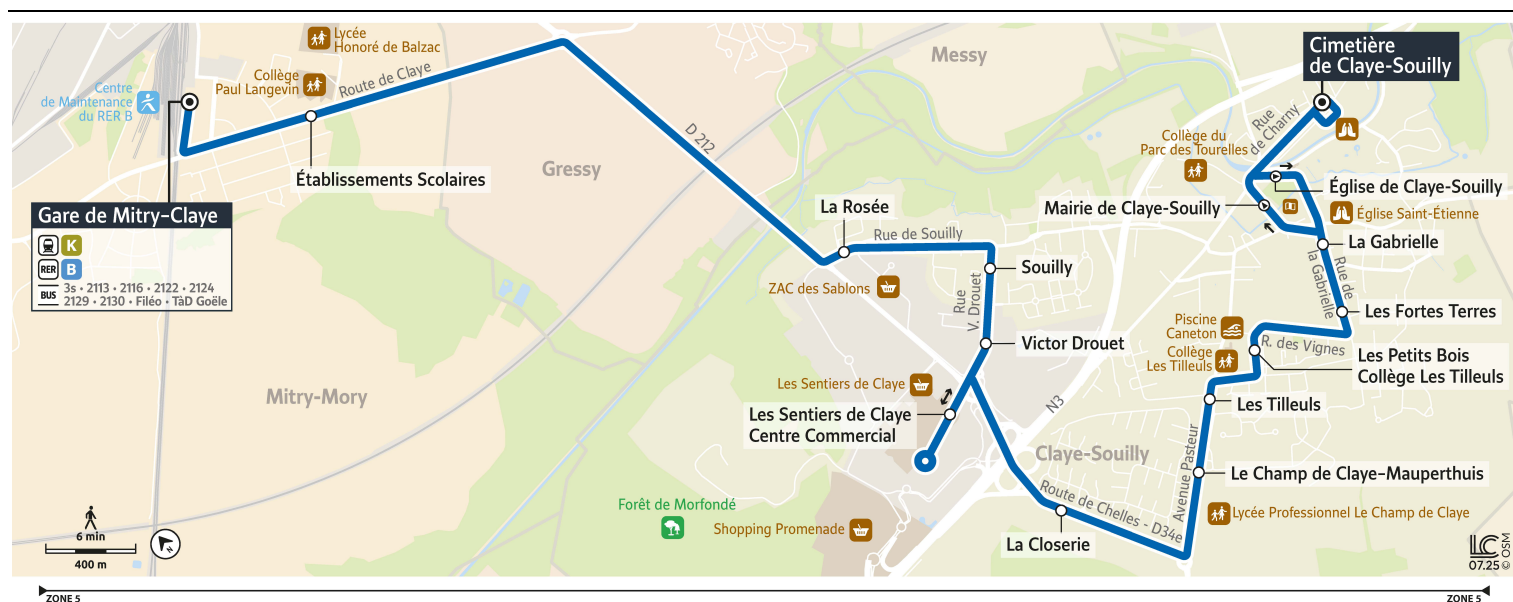 Lycée
Honoré de Balzac
Collège
Paul Langevin
Route de Claye
Centre
de Maintenance
du RER B
Établissements Scolaires
Gare de Mitry-Claye
K
RER
B
BUS
3s • 2113 • 2116 • 2122 • 2124
2129 • 2130 • Filéo • TàD Goële
Gressy
D 212
Messy
Mitry-Mory
Cimetière
de Claye-Souilly
Rue
de Charny
Collège du
Parc des Tourelles
Église de Claye-Souilly
Mairie de Claye-Souilly
Église Saint-Étienne
La Gabrielle
Rue de
la Gabrielle
La Rosée
Rue de Souilly
Souilly
ZAC des Sablons
Rue
V. Drouet
Victor Drouet
Les Fortes Terres
Piscine
Caneton
R. des Vignes
Collège
Les Tilleuls
Les Petits Bois
Collège Les Tilleuls
Les Sentiers de Claye
Les Sentiers de Claye
Centre Commercial
N3
Les Tilleuls
Claye-Souilly
Avenue Pasteur
Le Champ de Claye-Mauperthuis
Route de Chelles - D34e
Lycée Professionnel Le Champ de Claye
Forêt de Morfondé
Shopping Promenade
La Closerie
6 min
400 m
N
LC
07.25 © OSM
ZONE 5
ZONE 5